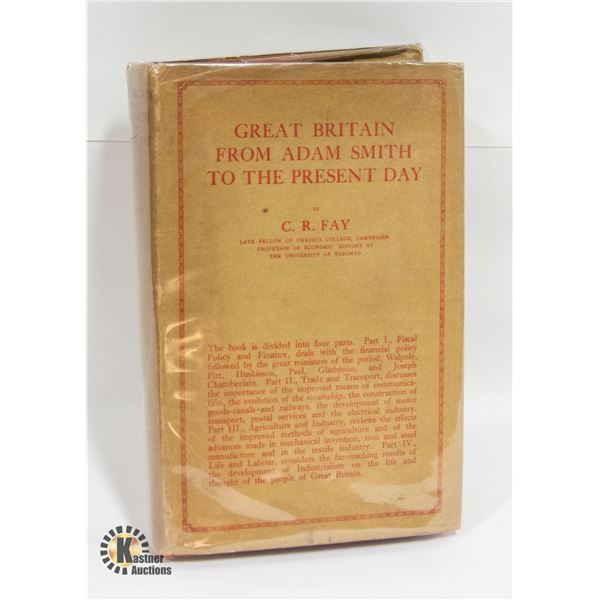 GREAT BRITAIN
FROM ADAM SMITH
TO THE PRESENT DAY
BY
C. R. FAY
LATE FELLOW OF CHRIST'S COLLEGE, CAMBRIDGE
PROFESSOR OF ECONOMIC HISTORY AT
THE UNIVERSITY OF TORONTO
The book is divided into four parts. Part I., Fiscal
Policy and Finance, deals with the financial policy
followed by the great ministers of the period, Walpole,
Pitt, Huskisson, Peel, Gladstone, and Joseph
Chamberlain. Part II., Trade and Transport, discusses
the importance of the improved means of communica-
tion, the evolution of the steamship, the construction of
goods-canals and railways, the development of motor
transport, postal services and the electrical industry.
Part III., Agriculture and Industry, reviews the effects
of the improved methods of agriculture and of the
advances made in mechanical invention, iron and steel
manufacture and in the textile industry. Part IV.,
Life and Labour, considers the far-reaching results of
the development of Industrialism on the life and
thought of the people of Great Britain.
Kastner
Auctions